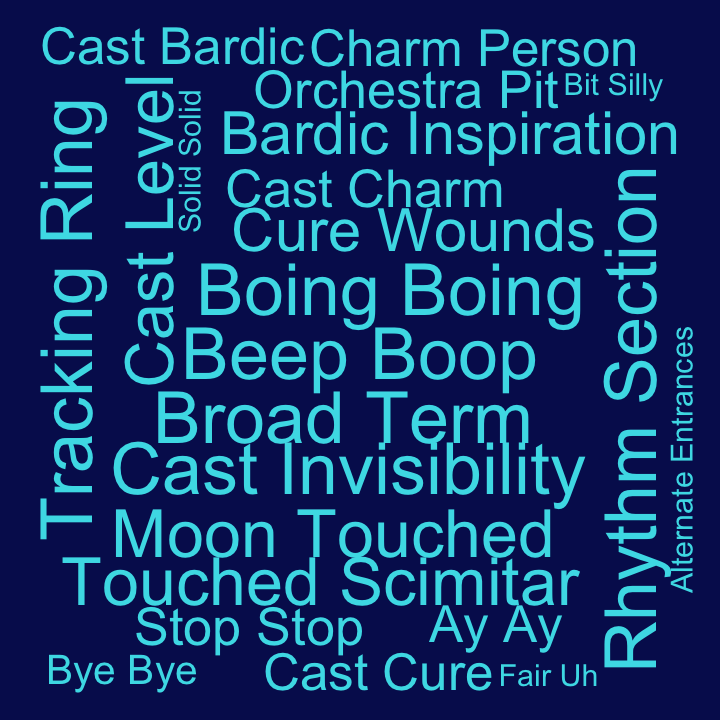 Cast Bardic
Charm Person
Orchestra Pit
Bit Silly
Bardic Inspiration
Tracking Ring
Cast Level
Solid Solid
Cast Charm
Cure Wounds
Boing Boing
Beep Boop
Broad Term
Cast Invisibility
Rhythm Section
Alternate Entrances
Moon Touched
Touched Scimitar
Stop Stop
Ay Ay
Bye Bye
Cast Cure
Fair Uh